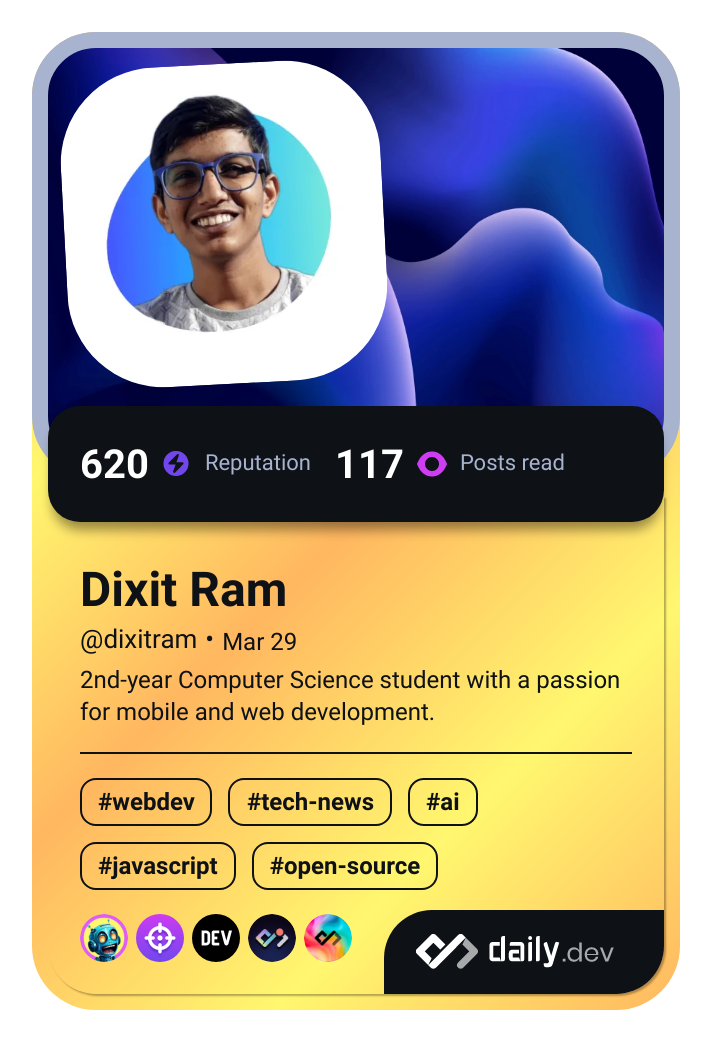 620 Reputation 117 Posts read
Dixit Ram
@dixitram • Mar 29
2nd-year Computer Science student with a passion
for mobile and web development.
#webdev #tech-news #ai
#javascript #open-source
DEV
daily.dev